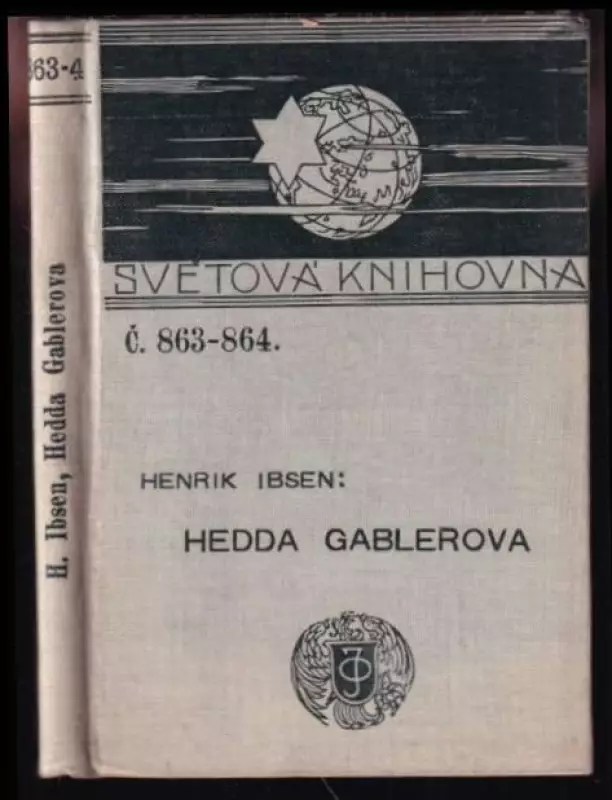 863-4
H. Ibsen, Hedda Gablerova
SVĚTOVÁ KNIHOVNA
Č. 863-864.
HENRIK IBSEN:
HEDDA GABLEROVA